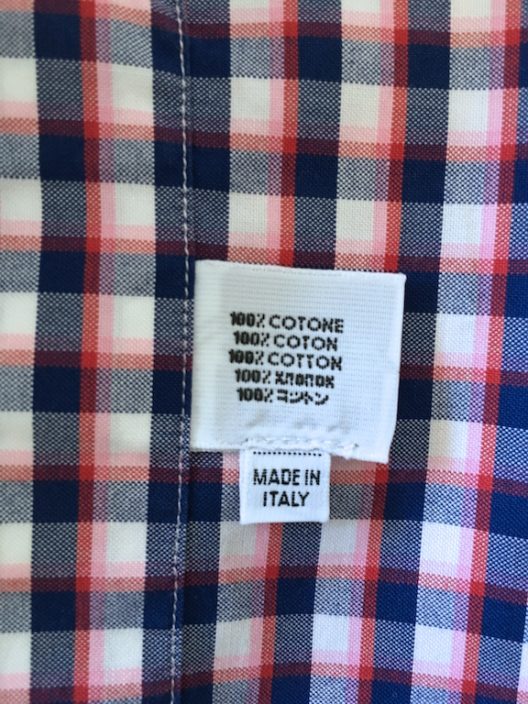 100% COTONE
100% COTON
100% COTTON
100% ХЛОПОК
100% コットン
MADE IN
ITALY